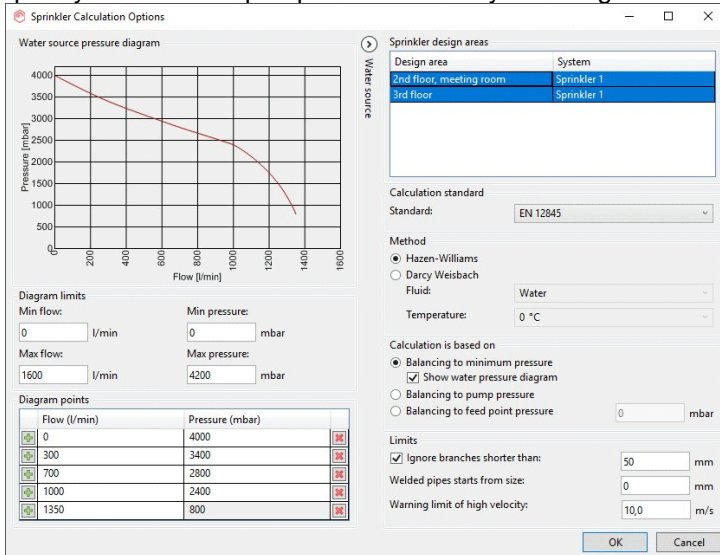 Sprinkler Calculation Options
Water source pressure diagram
4000
3500
3000
2500
2000
1500
1000
500
0
Pressure [mbar]
0
200
400
600
800
1000
1200
1400
1600
Flow [l/min]
Diagram limits
Min flow:
Min pressure:
0 l/min
0 mbar
Max flow:
Max pressure:
1600 l/min
4200 mbar
Diagram points
Flow (l/min) Pressure (mbar)
0 4000
300 3400
700 2800
1000 2400
1350 800
Water source
Sprinkler design areas
Design area System
2nd floor, meeting room Sprinkler 1
3rd floor Sprinkler 1
Calculation standard
Standard: EN 12845
Method
Hazen-Williams
Darcy Weisbach
Fluid: Water
Temperature: 0 °C
Calculation is based on
Balancing to minimum pressure
Show water pressure diagram
Balancing to pump pressure
Balancing to feed point pressure 0 mbar
Limits
Ignore branches shorter than: 50 mm
Welded pipes starts from size: 0 mm
Warning limit of high velocity: 10,0 m/s
OK Cancel